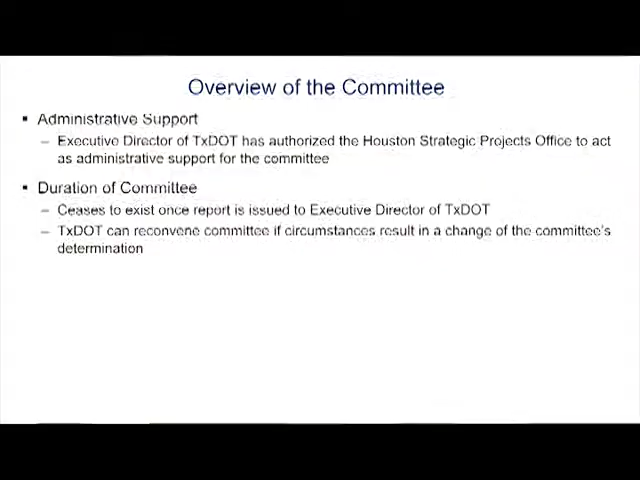 Overview of the Committee
▪ Administrative Support
– Executive Director of TxDOT has authorized the Houston Strategic Projects Office to act
as administrative support for the committee
▪ Duration of Committee
– Ceases to exist once report is issued to Executive Director of TxDOT
– TxDOT can reconvene committee if circumstances result in a change of the committee's
determination